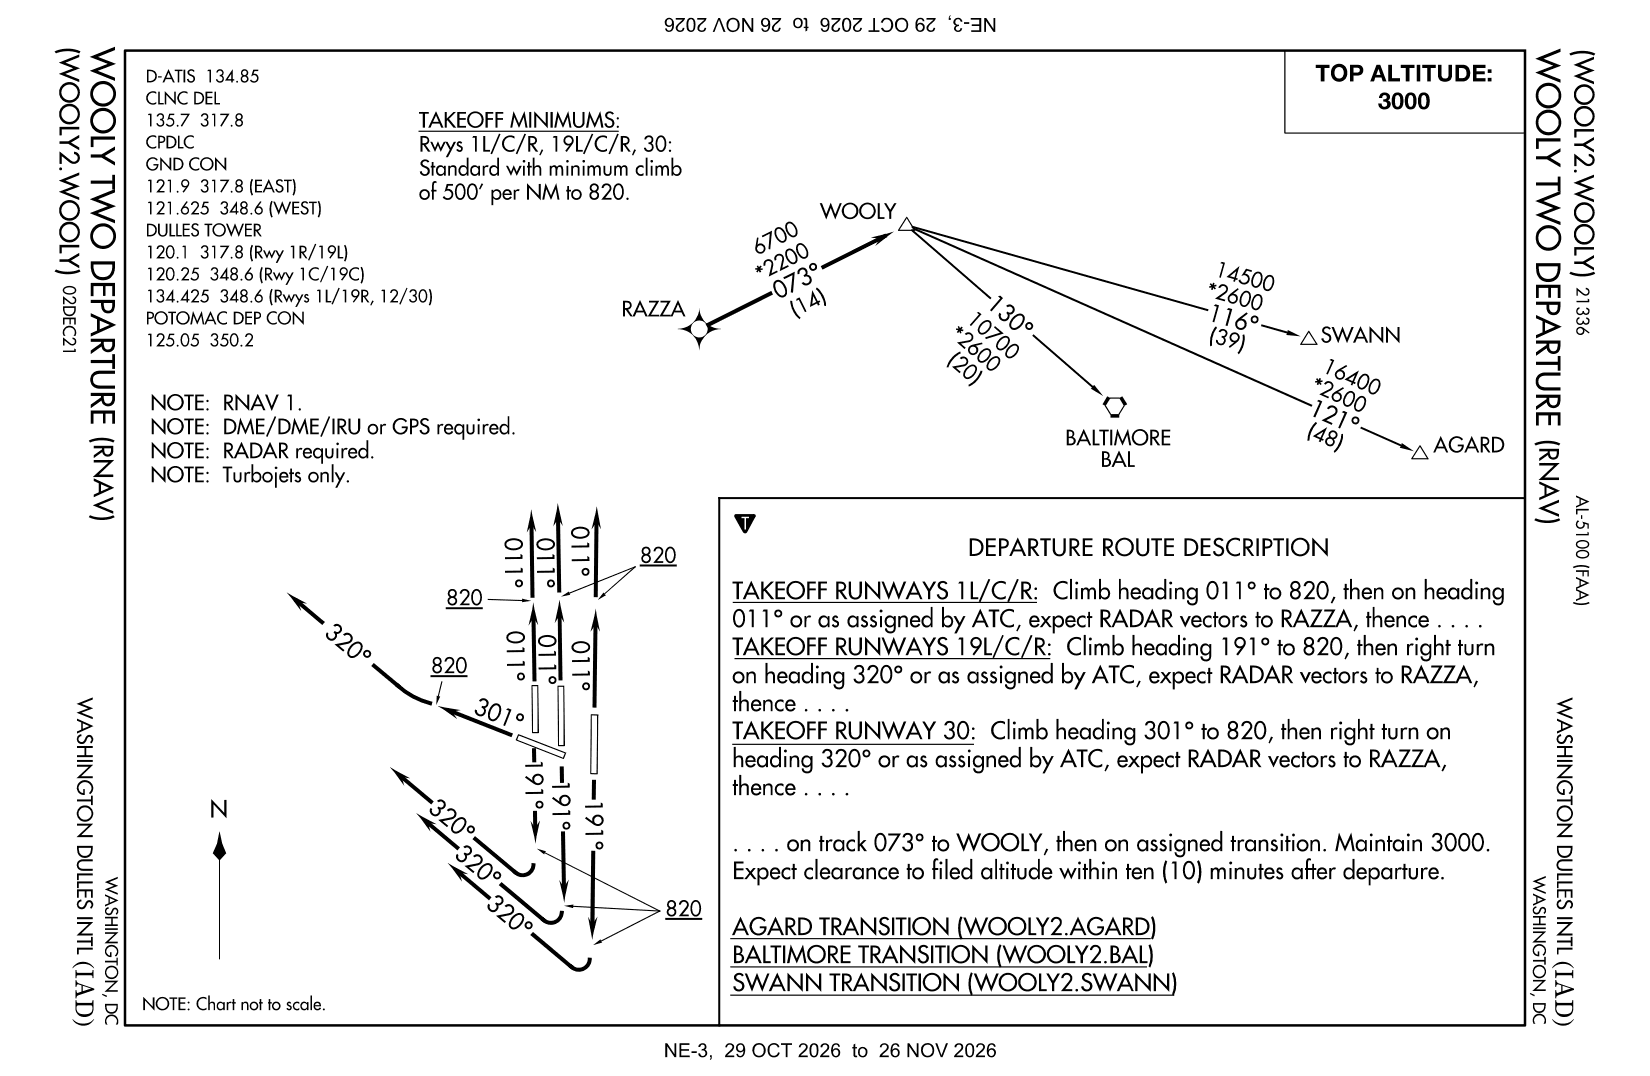 NE-3, 29 OCT 2026 to 26 NOV 2026
(WOOLY2.WOOLY) 02DEC21
WOOLY TWO DEPARTURE (RNAV)
WASHINGTON DULLES INTL (IAD)
WASHINGTON, DC
D-ATIS 134.85
CLNC DEL
135.7 317.8
CPDLC
GND CON
121.9 317.8 (EAST)
121.625 348.6 (WEST)
DULLES TOWER
120.1 317.8 (Rwy 1R/19L)
120.25 348.6 (Rwy 1C/19C)
134.425 348.6 (Rwys 1L/19R, 12/30)
POTOMAC DEP CON
125.05 350.2
TAKEOFF MINIMUMS:
Rwys 1L/C/R, 19L/C/R, 30:
Standard with minimum climb
of 500′ per NM to 820.
TOP ALTITUDE:
3000
WOOLY
6700
*2200
073°
(14)
RAZZA
14500
*2600
116°
(39)
SWANN
130°
10700
*2600
(20)
16400
*2600
121°
(48)
AGARD
BALTIMORE
BAL
NOTE: RNAV 1.
NOTE: DME/DME/IRU or GPS required.
NOTE: RADAR required.
NOTE: Turbojets only.
011°
011°
011°
820
820
011°
011°
011°
320°
820
301°
191°
191°
191°
320°
320°
320°
820
N
NOTE: Chart not to scale.
T
DEPARTURE ROUTE DESCRIPTION
TAKEOFF RUNWAYS 1L/C/R: Climb heading 011° to 820, then on heading
011° or as assigned by ATC, expect RADAR vectors to RAZZA, thence . . . .
TAKEOFF RUNWAYS 19L/C/R: Climb heading 191° to 820, then right turn
on heading 320° or as assigned by ATC, expect RADAR vectors to RAZZA,
thence . . . .
TAKEOFF RUNWAY 30: Climb heading 301° to 820, then right turn on
heading 320° or as assigned by ATC, expect RADAR vectors to RAZZA,
thence . . . .
. . . . on track 073° to WOOLY, then on assigned transition. Maintain 3000.
Expect clearance to filed altitude within ten (10) minutes after departure.
AGARD TRANSITION (WOOLY2.AGARD)
BALTIMORE TRANSITION (WOOLY2.BAL)
SWANN TRANSITION (WOOLY2.SWANN)
(WOOLY2.WOOLY) 21336
WOOLY TWO DEPARTURE (RNAV)
AL-5100 (FAA)
WASHINGTON DULLES INTL (IAD)
WASHINGTON, DC
NE-3, 29 OCT 2026 to 26 NOV 2026